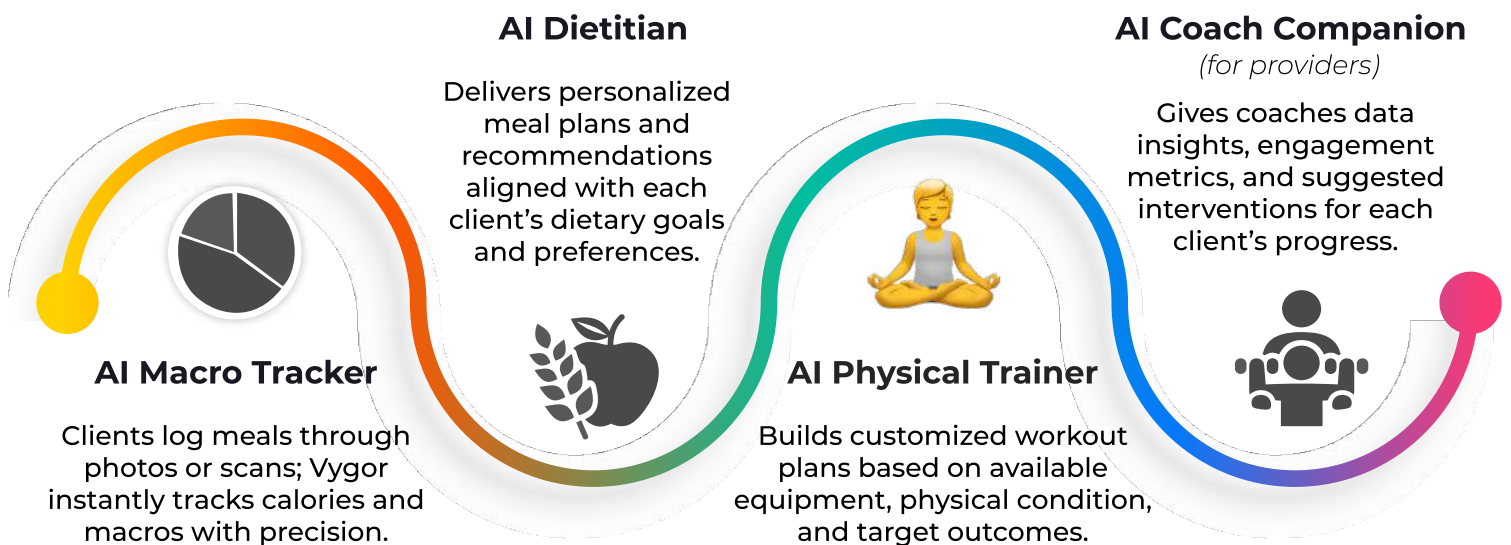 AI Macro Tracker
Clients log meals through
photos or scans; Vygor
instantly tracks calories and
macros with precision.
AI Dietitian
Delivers personalized
meal plans and
recommendations
aligned with each
client’s dietary goals
and preferences.
AI Physical Trainer
Builds customized workout
plans based on available
equipment, physical condition,
and target outcomes.
AI Coach Companion
(for providers)
Gives coaches data
insights, engagement
metrics, and suggested
interventions for each
client’s progress.